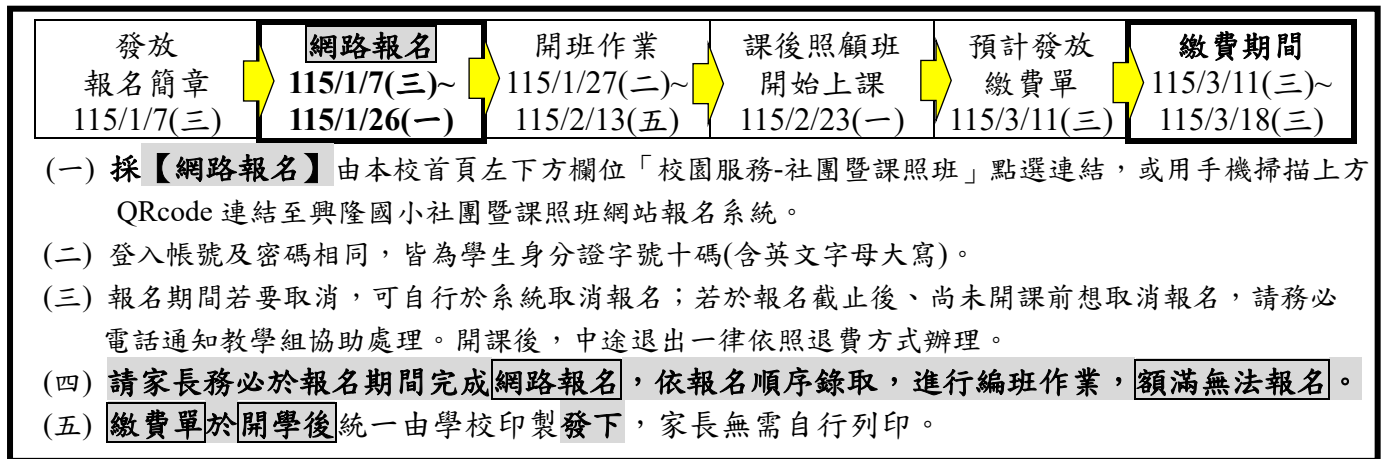 發放
報名簡章
115/1/7(三)
網路報名
115/1/7(三)~
115/1/26(一)
開班作業
115/1/27(二)~
115/2/13(五)
課後照顧班
開始上課
115/2/23(一)
預計發放
繳費單
115/3/11(三)
繳費期間
115/3/11(三)~
115/3/18(三)
(一) 採【網路報名】由本校首頁左下方欄位「校園服務-社團暨課照班」點選連結，或用手機掃描上方
QRcode 連結至興隆國小社團暨課照班網站報名系統。
(二) 登入帳號及密碼相同，皆為學生身分證字號十碼(含英文字母大寫)。
(三) 報名期間若要取消，可自行於系統取消報名；若於報名截止後、尚未開課前想取消報名，請務必
電話通知教學組協助處理。開課後，中途退出一律依照退費方式辦理。
(四) 請家長務必於報名期間完成網路報名，依報名順序錄取，進行編班作業，額滿無法報名。
(五) 繳費單於開學後統一由學校印製發下，家長無需自行列印。